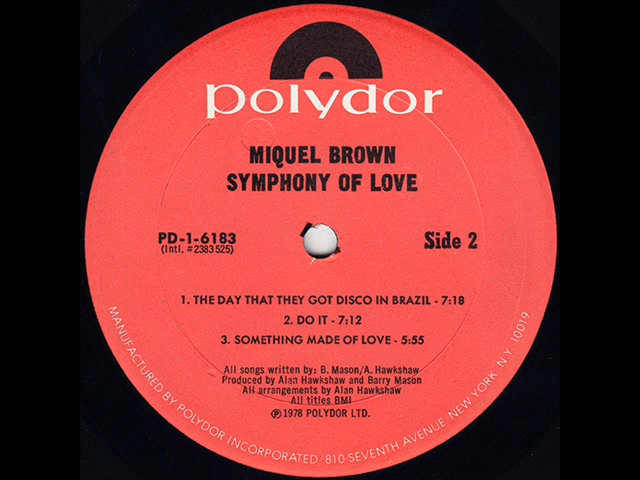 polydor
MIQUEL BROWN
SYMPHONY OF LOVE
PD-1-6183
(Intl. #2383525)
Side 2
1. THE DAY THAT THEY GOT DISCO IN BRAZIL - 7:18
2. DO IT - 7:12
3. SOMETHING MADE OF LOVE - 5:55
All songs written by: B. Mason/A. Hawkshaw
Produced by Alan Hawkshaw and Barry Mason
All arrangements by Alan Hawkshaw
All titles BMI
Ⓟ1978 POLYDOR LTD.
MANUFACTURED BY POLYDOR INCORPORATED/810 SEVENTH AVENUE NEW YORK, N.Y. 10019